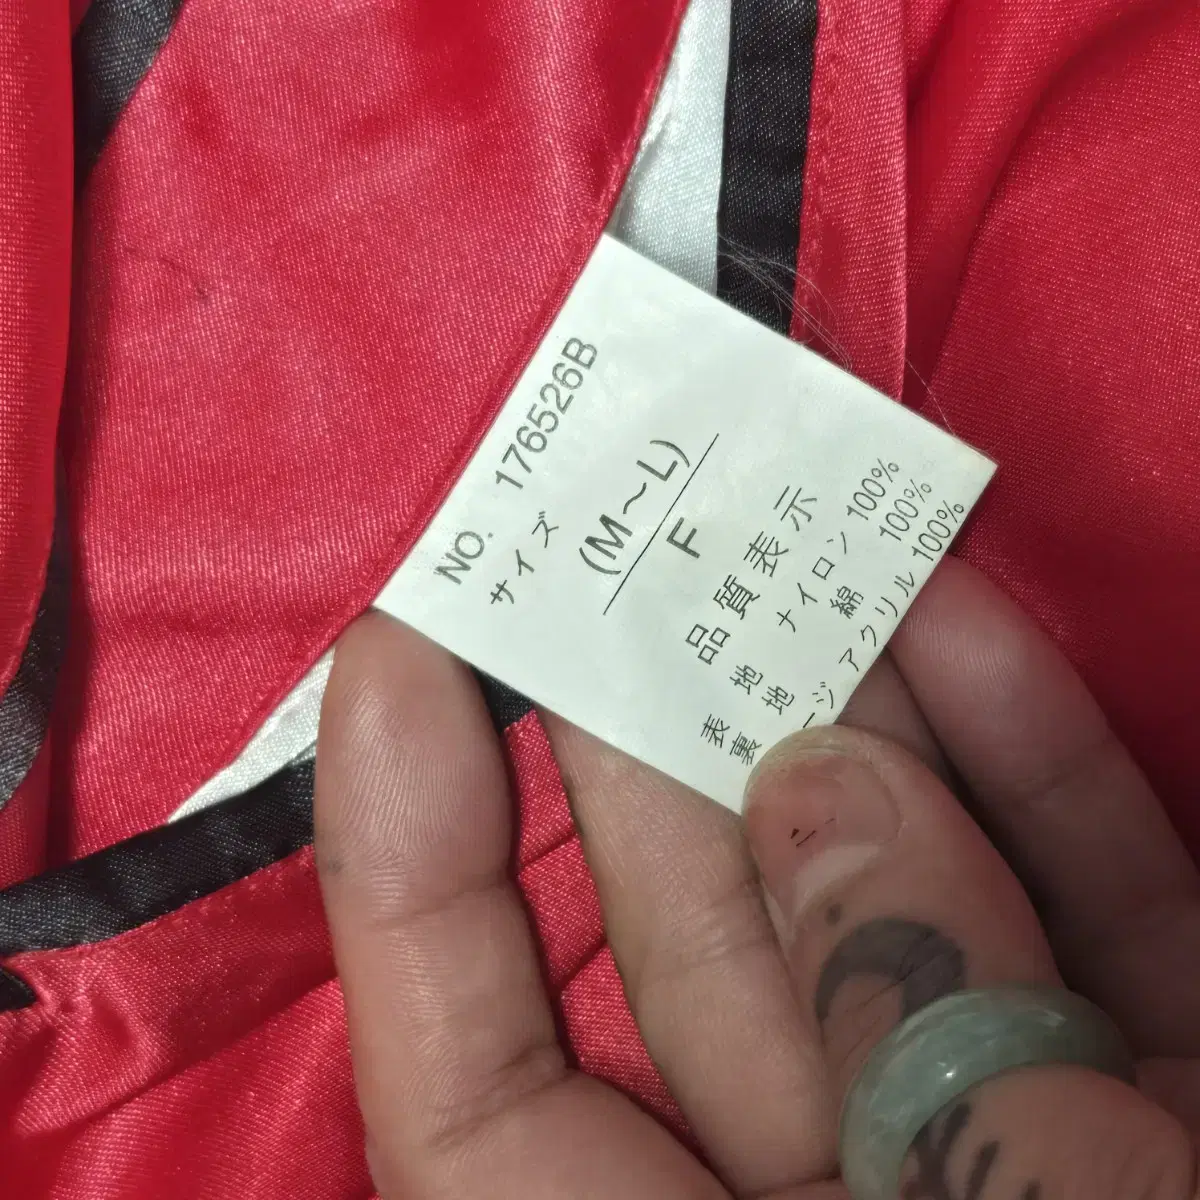 NO. 176526B
サイズ
(M～L)
F
品質表示
表地 ナイロン 100%
裏地 綿 100%
ージ アクリル 100%